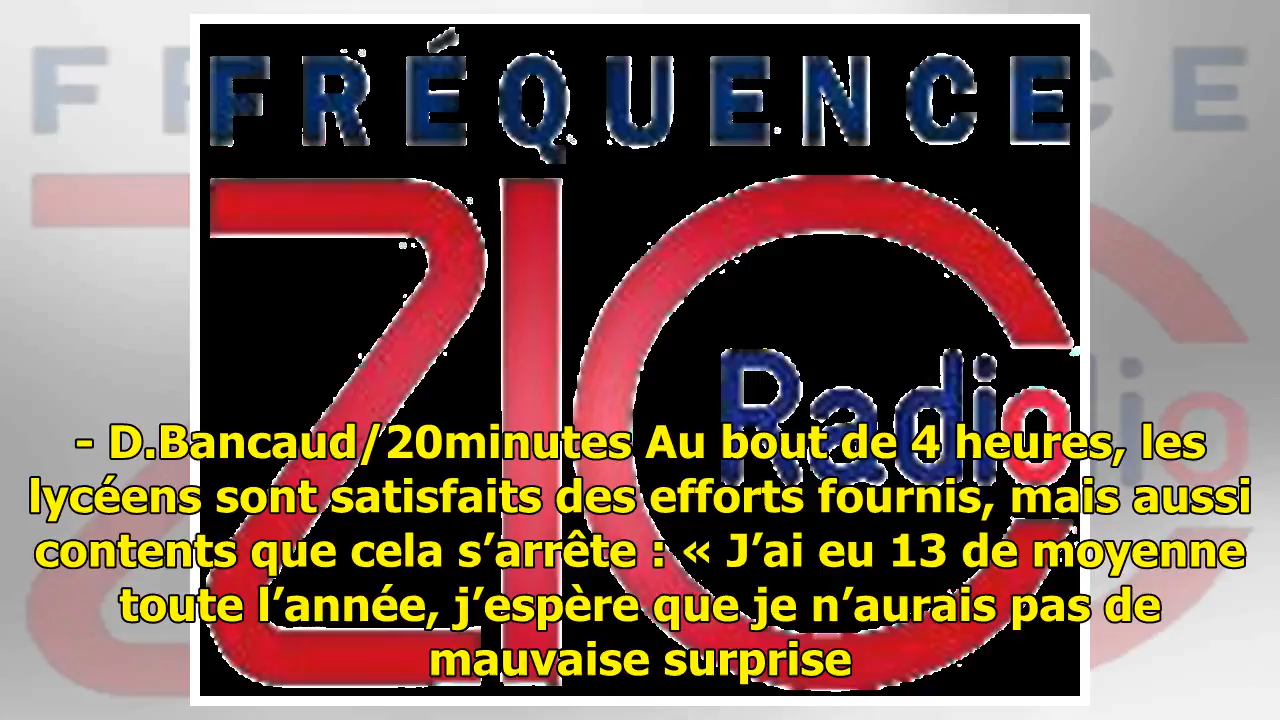 FRÉQUENCE
ZIC
Radio
- D.Bancaud/20minutes Au bout de 4 heures, les
lycéens sont satisfaits des efforts fournis, mais aussi
contents que cela s’arrête : « J’ai eu 13 de moyenne
toute l’année, j’espère que je n’aurais pas de
mauvaise surprise